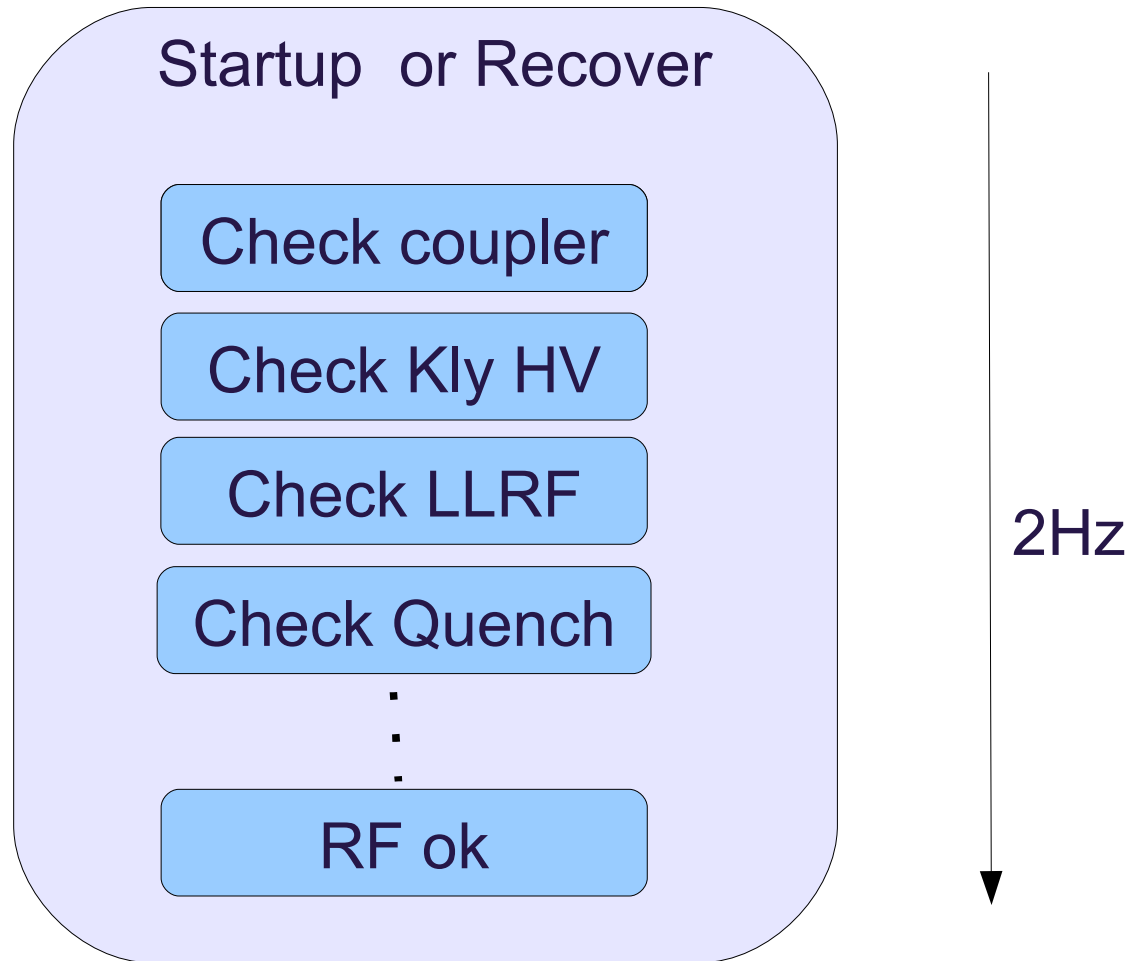 Startup or Recover
Check coupler
Check Kly HV
Check LLRF
2Hz
Check Quench
RF ok